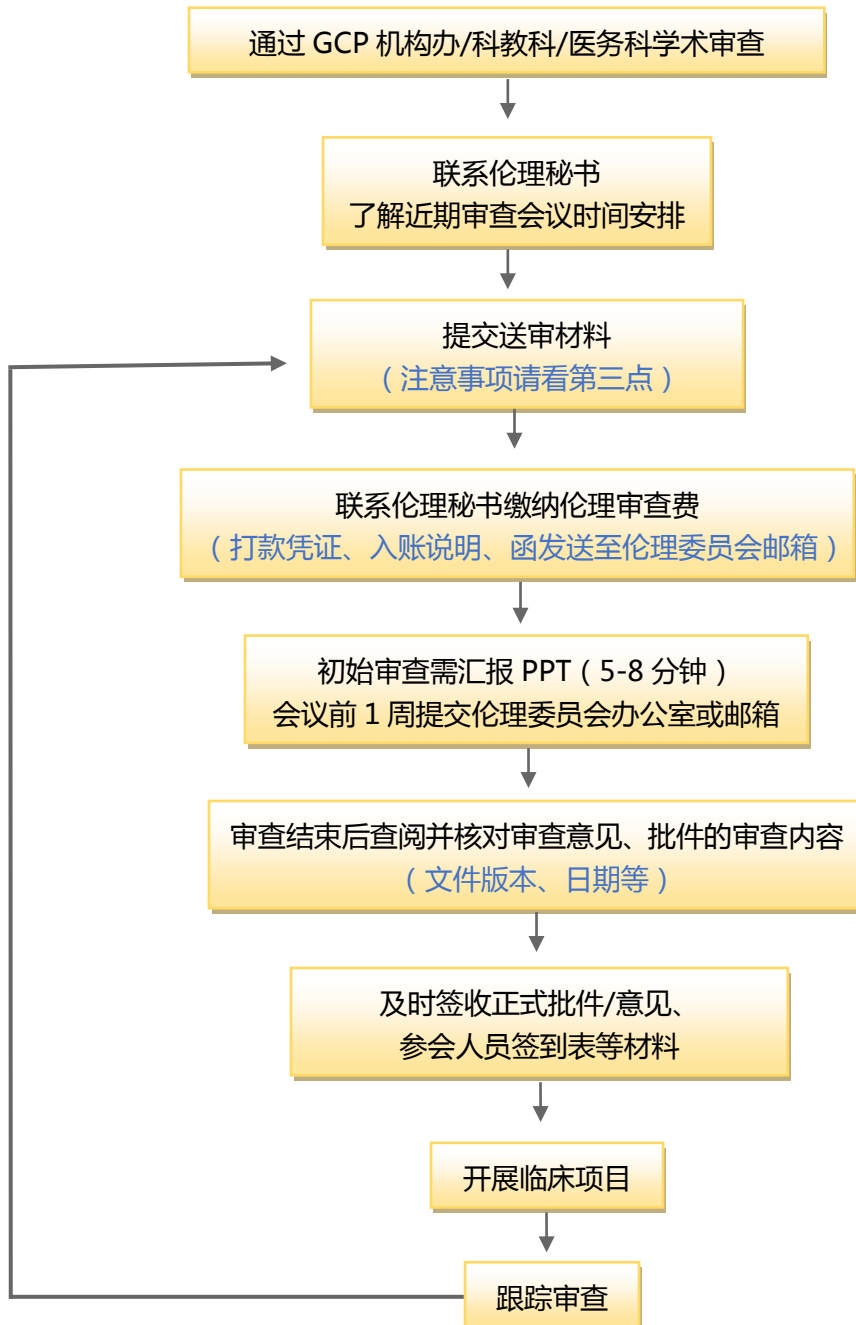 通过 GCP 机构办/科教科/医务科学术审查
联系伦理秘书
了解近期审查会议时间安排
提交送审材料
（注意事项请看第三点）
联系伦理秘书缴纳伦理审查费
（打款凭证、入账说明、函发送至伦理委员会邮箱）
初始审查需汇报 PPT（5-8 分钟）
会议前 1 周提交伦理委员会办公室或邮箱
审查结束后查阅并核对审查意见、批件的审查内容
（文件版本、日期等）
及时签收正式批件/意见、
参会人员签到表等材料
开展临床项目
跟踪审查